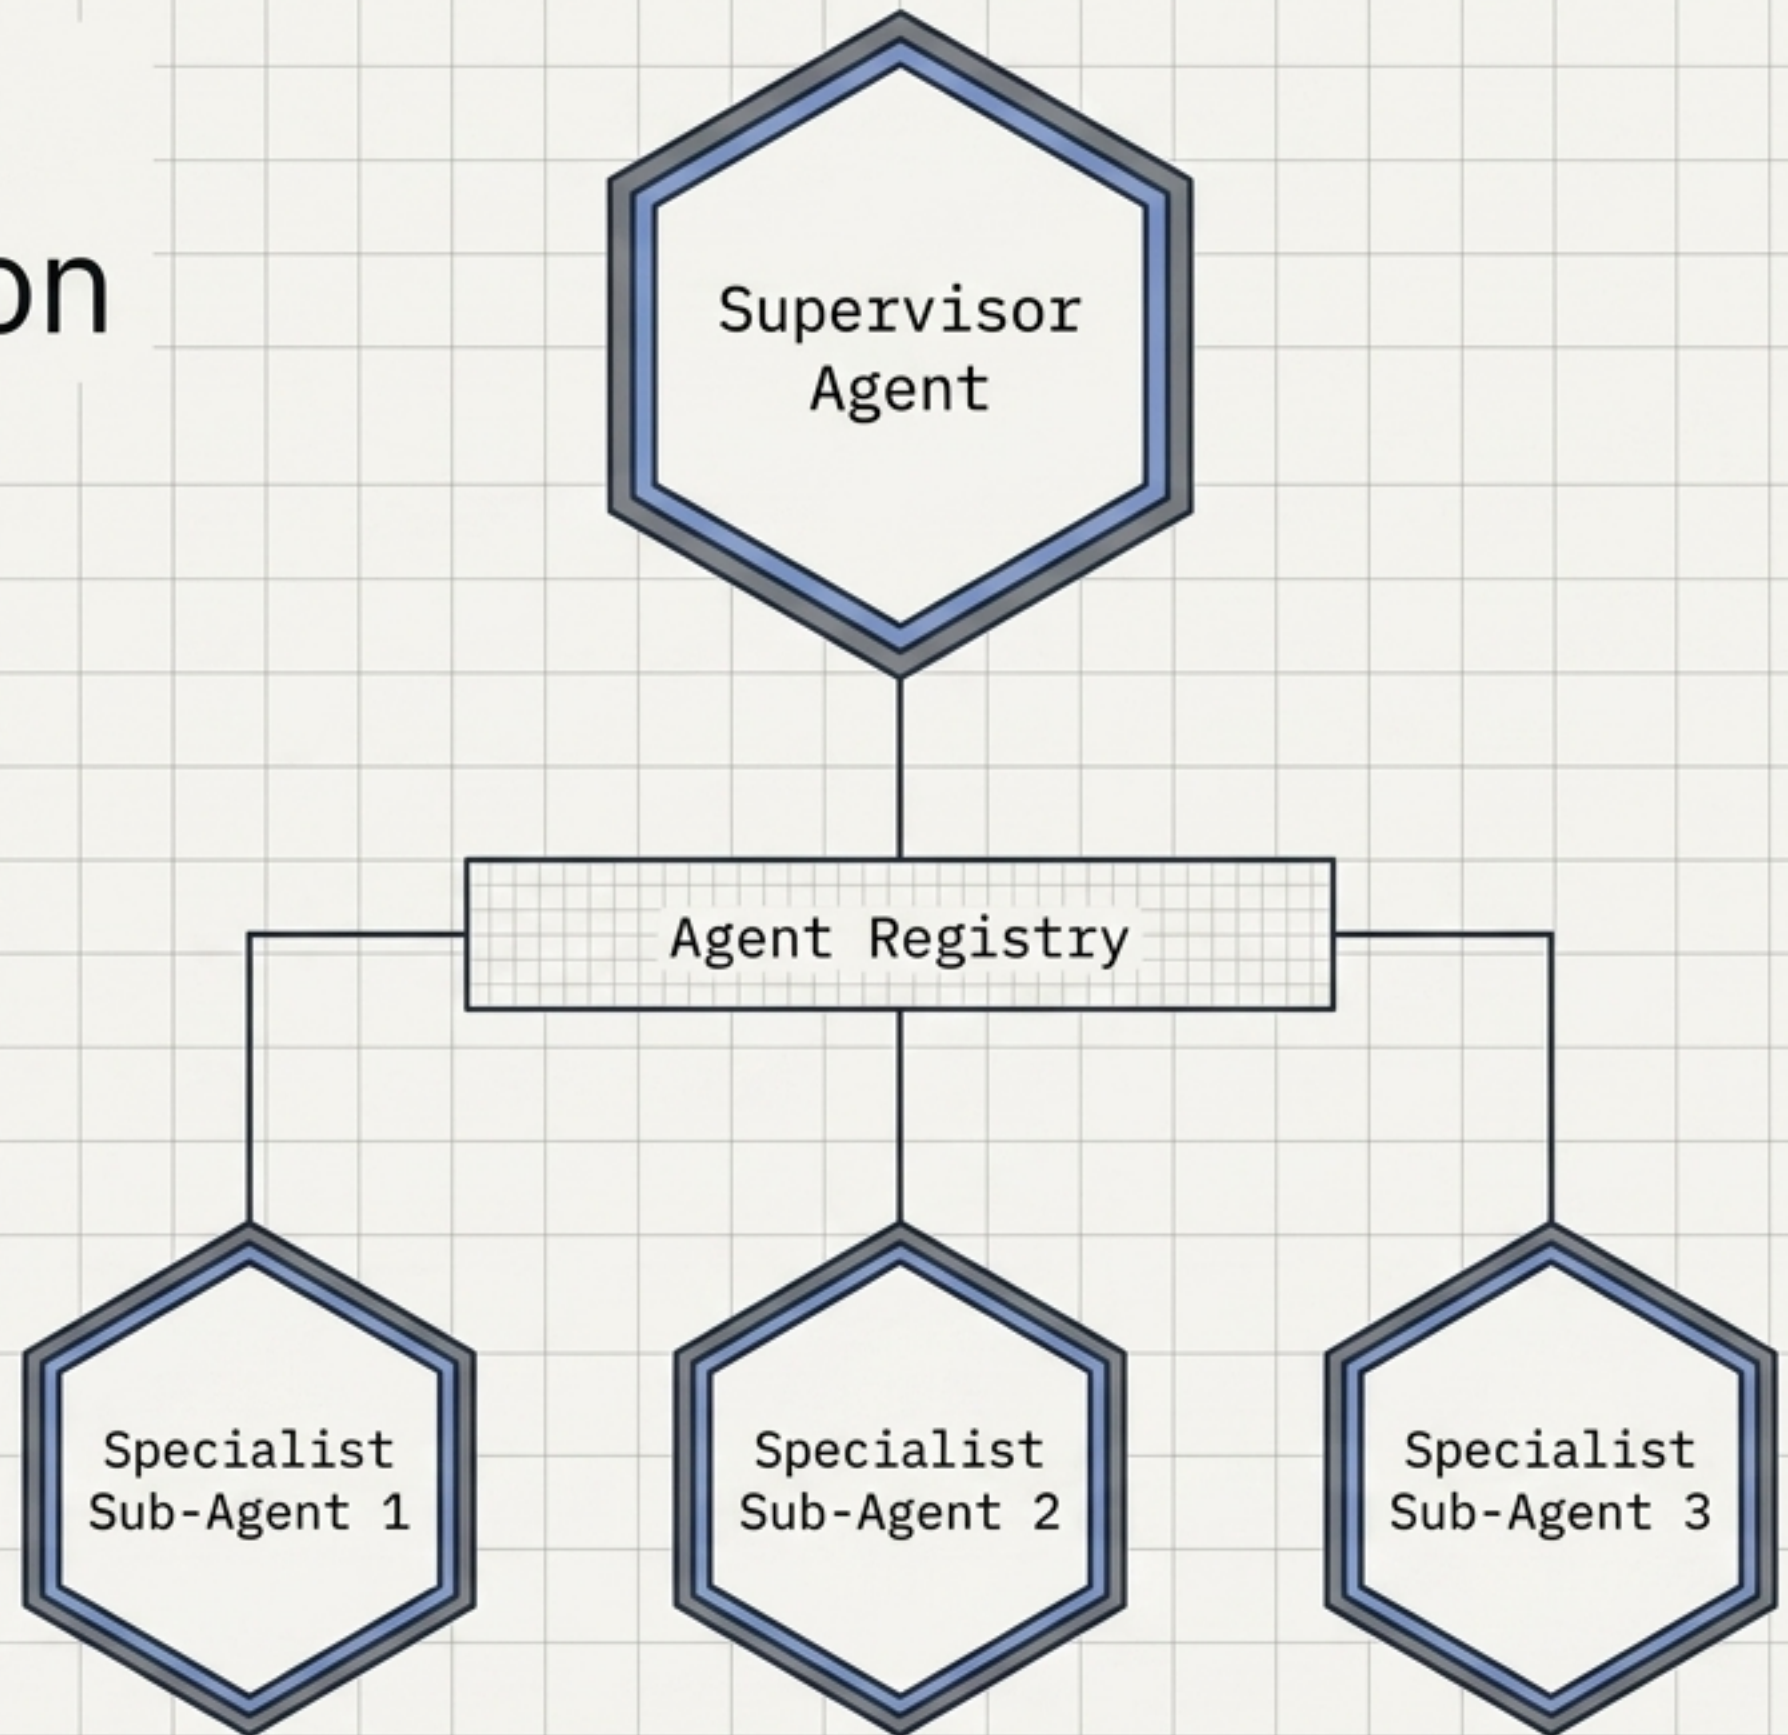 on
Supervisor
Agent
Agent Registry
Specialist
Sub-Agent 1
Specialist
Sub-Agent 2
Specialist
Sub-Agent 3